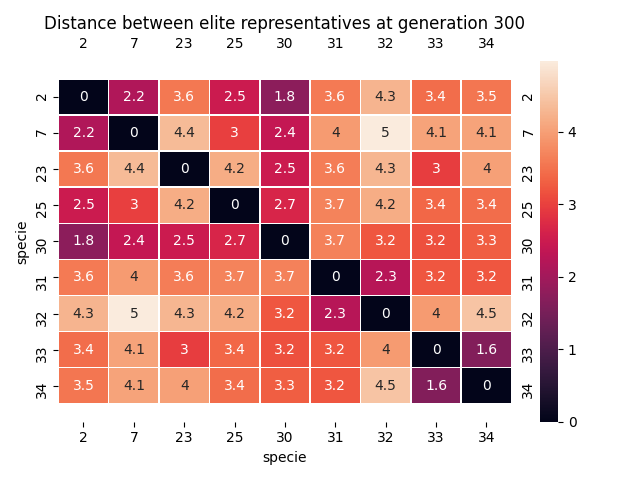 Distance between elite representatives at generation 300
2 7 23 25 30 31 32 33 34
2 0 2.2 3.6 2.5 1.8 3.6 4.3 3.4 3.5 2
7 2.2 0 4.4 3 2.4 4 5 4.1 4.1 7
23 3.6 4.4 0 4.2 2.5 3.6 4.3 3 4 23
25 2.5 3 4.2 0 2.7 3.7 4.2 3.4 3.4 25
30 1.8 2.4 2.5 2.7 0 3.7 3.2 3.2 3.3 30
31 3.6 4 3.6 3.7 3.7 0 2.3 3.2 3.2 31
32 4.3 5 4.3 4.2 3.2 2.3 0 4 4.5 32
33 3.4 4.1 3 3.4 3.2 3.2 4 0 1.6 33
34 3.5 4.1 4 3.4 3.3 3.2 4.5 1.6 0 34
2 7 23 25 30 31 32 33 34
specie
specie
4
3
2
1
0